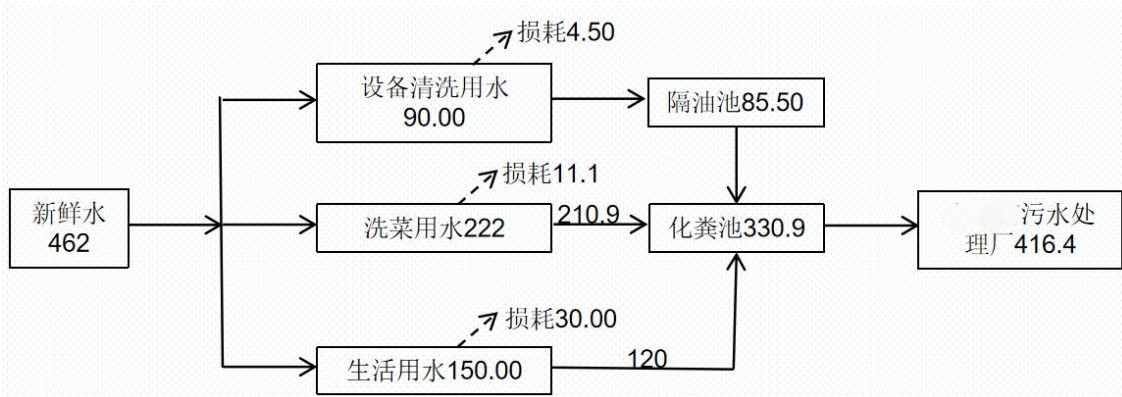 损耗4.50
设备清洗用水
90.00
隔油池85.50
损耗11.1
新鲜水
462
洗菜用水222
210.9
化粪池330.9
污水处
理厂416.4
损耗30.00
生活用水150.00
120